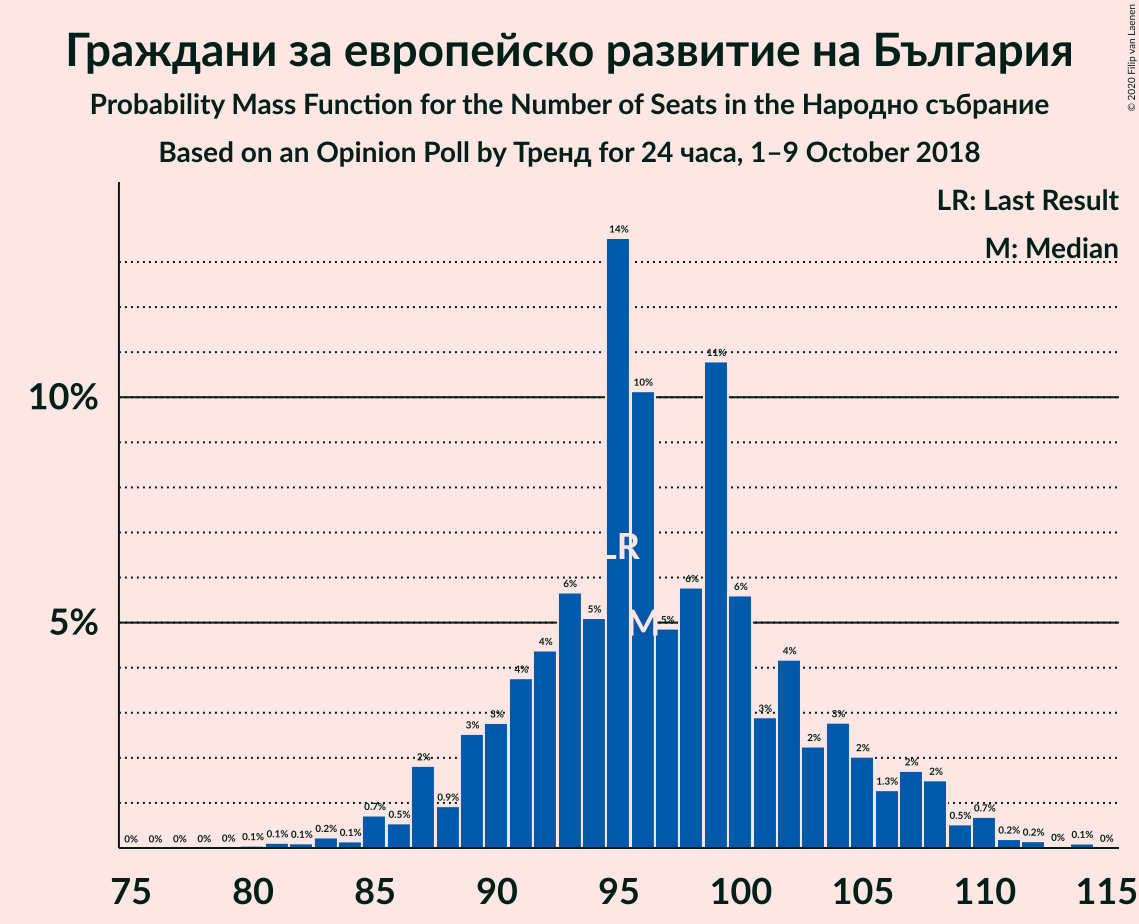 Граждани за европейско развитие на България
Probability Mass Function for the Number of Seats in the Народно събрание
Based on an Opinion Poll by Тренд for 24 часа, 1–9 October 2018
© 2020 Filip van Laenen
LR: Last Result
M: Median
10%
5%
0% 0% 0% 0% 0% 0.1% 0.1% 0.1% 0.2% 0.1% 0.7% 0.5% 2% 0.9% 3% 3% 4% 4% 6% 5% 14% 10% 5% 6% 11% 6% 3% 4% 2% 3% 2% 1.3% 2% 2% 0.5% 0.7% 0.2% 0.2% 0% 0.1% 0%
LR
M
75 80 85 90 95 100 105 110 115